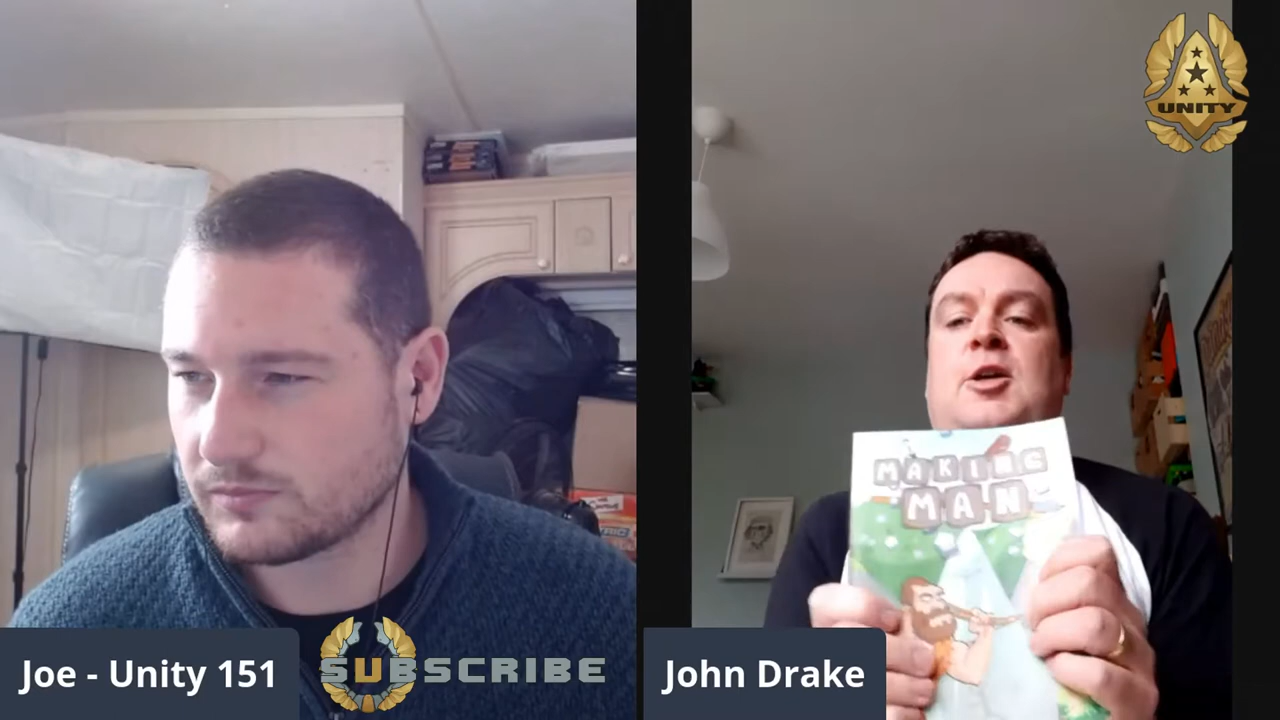 UNITY
MAKING
MAN
Joe - Unity 151
SUBSCRIBE
John Drake